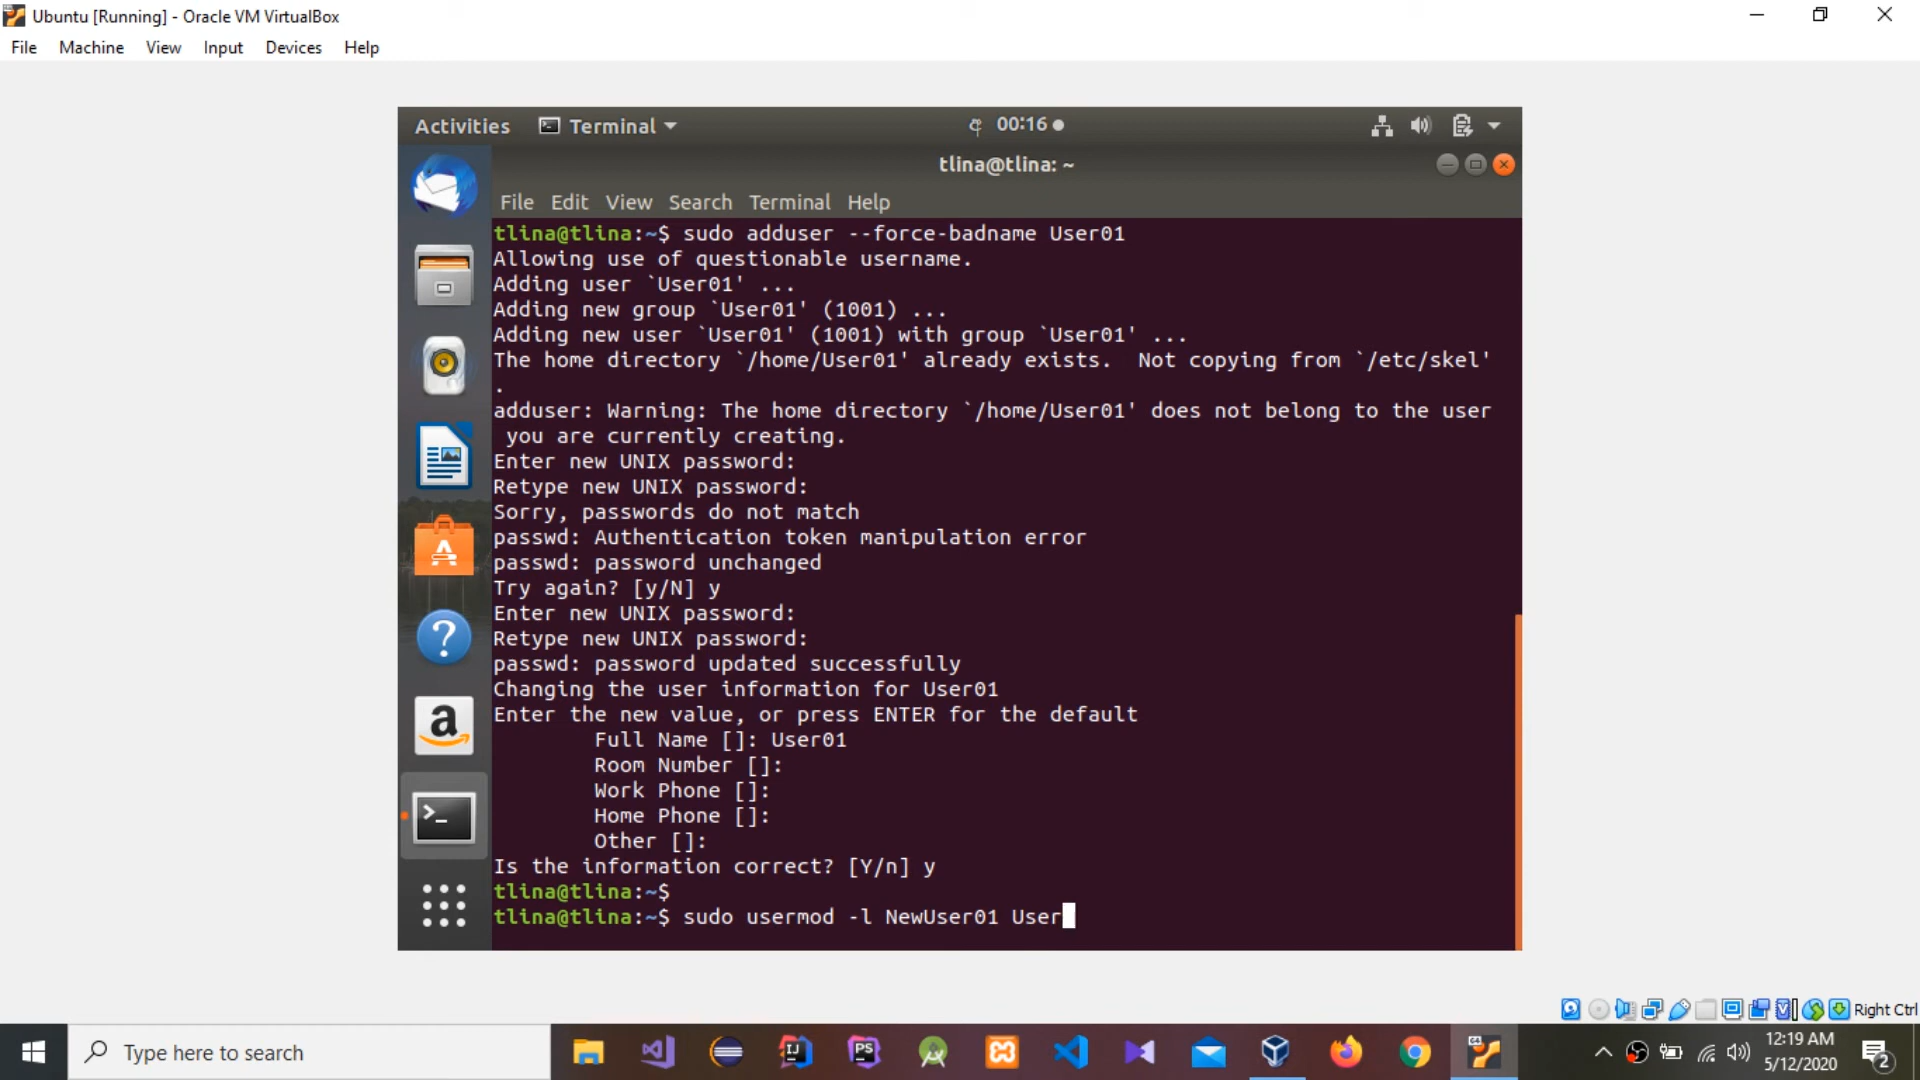 Ubuntu [Running] - Oracle VM VirtualBox
File Machine View Input Devices Help
Activities Terminal 00:16
tlina@tlina: ~
File Edit View Search Terminal Help
tlina@tlina:~$ sudo adduser --force-badname User01
Allowing use of questionable username.
Adding user `User01' ...
Adding new group `User01' (1001) ...
Adding new user `User01' (1001) with group `User01' ...
The home directory `/home/User01' already exists.  Not copying from `/etc/skel'
.
adduser: Warning: The home directory `/home/User01' does not belong to the user
you are currently creating.
Enter new UNIX password:
Retype new UNIX password:
Sorry, passwords do not match
passwd: Authentication token manipulation error
passwd: password unchanged
Try again? [y/N] y
Enter new UNIX password:
Retype new UNIX password:
passwd: password updated successfully
Changing the user information for User01
Enter the new value, or press ENTER for the default
Full Name []: User01
Room Number []:
Work Phone []:
Home Phone []:
Other []:
Is the information correct? [Y/n] y
tlina@tlina:~$
tlina@tlina:~$ sudo usermod -l NewUser01 User
Right Ctrl
Type here to search
12:19 AM
5/12/2020
2